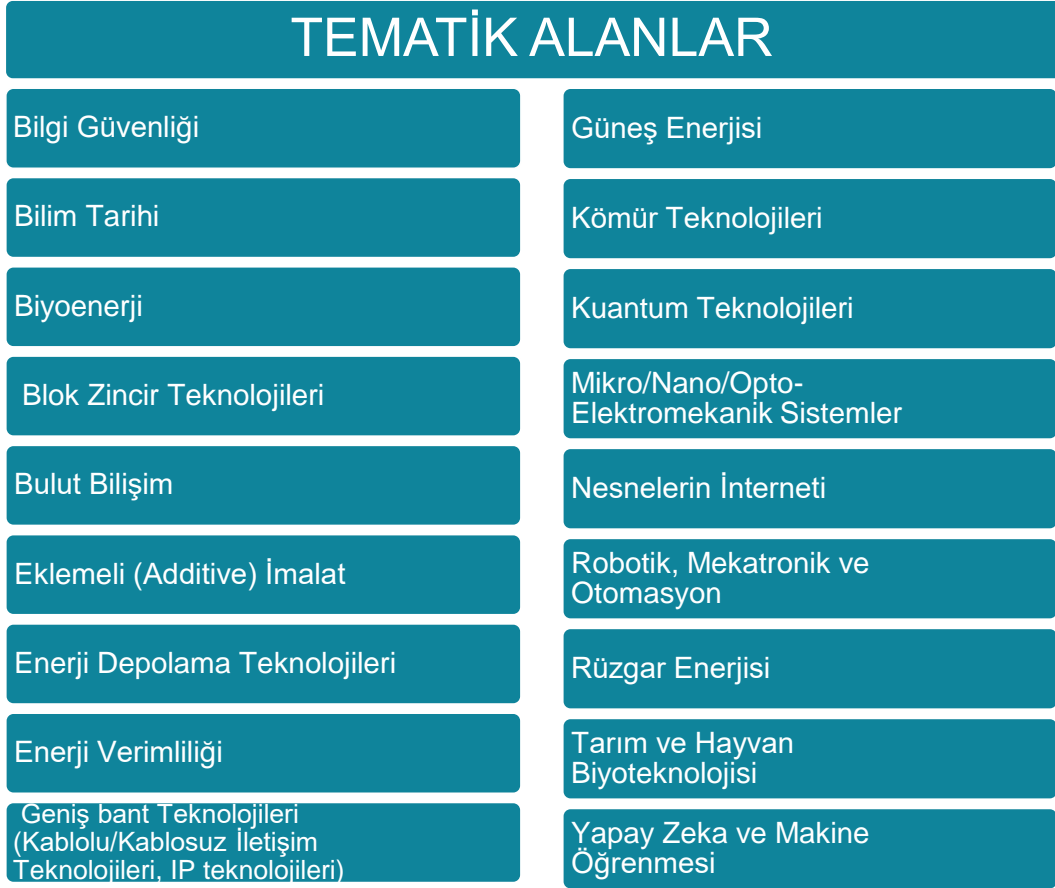 TEMATİK ALANLAR
Bilgi Güvenliği
Bilim Tarihi
Biyoenerji
Blok Zincir Teknolojileri
Bulut Bilişim
Eklemeli (Additive) İmalat
Enerji Depolama Teknolojileri
Enerji Verimliliği
Geniş bant Teknolojileri
(Kablolu/Kablosuz İletişim
Teknolojileri, IP teknolojileri)
Güneş Enerjisi
Kömür Teknolojileri
Kuantum Teknolojileri
Mikro/Nano/Opto-
Elektromekanik Sistemler
Nesnelerin İnterneti
Robotik, Mekatronik ve
Otomasyon
Rüzgar Enerjisi
Tarım ve Hayvan
Biyoteknolojisi
Yapay Zeka ve Makine
Öğrenmesi